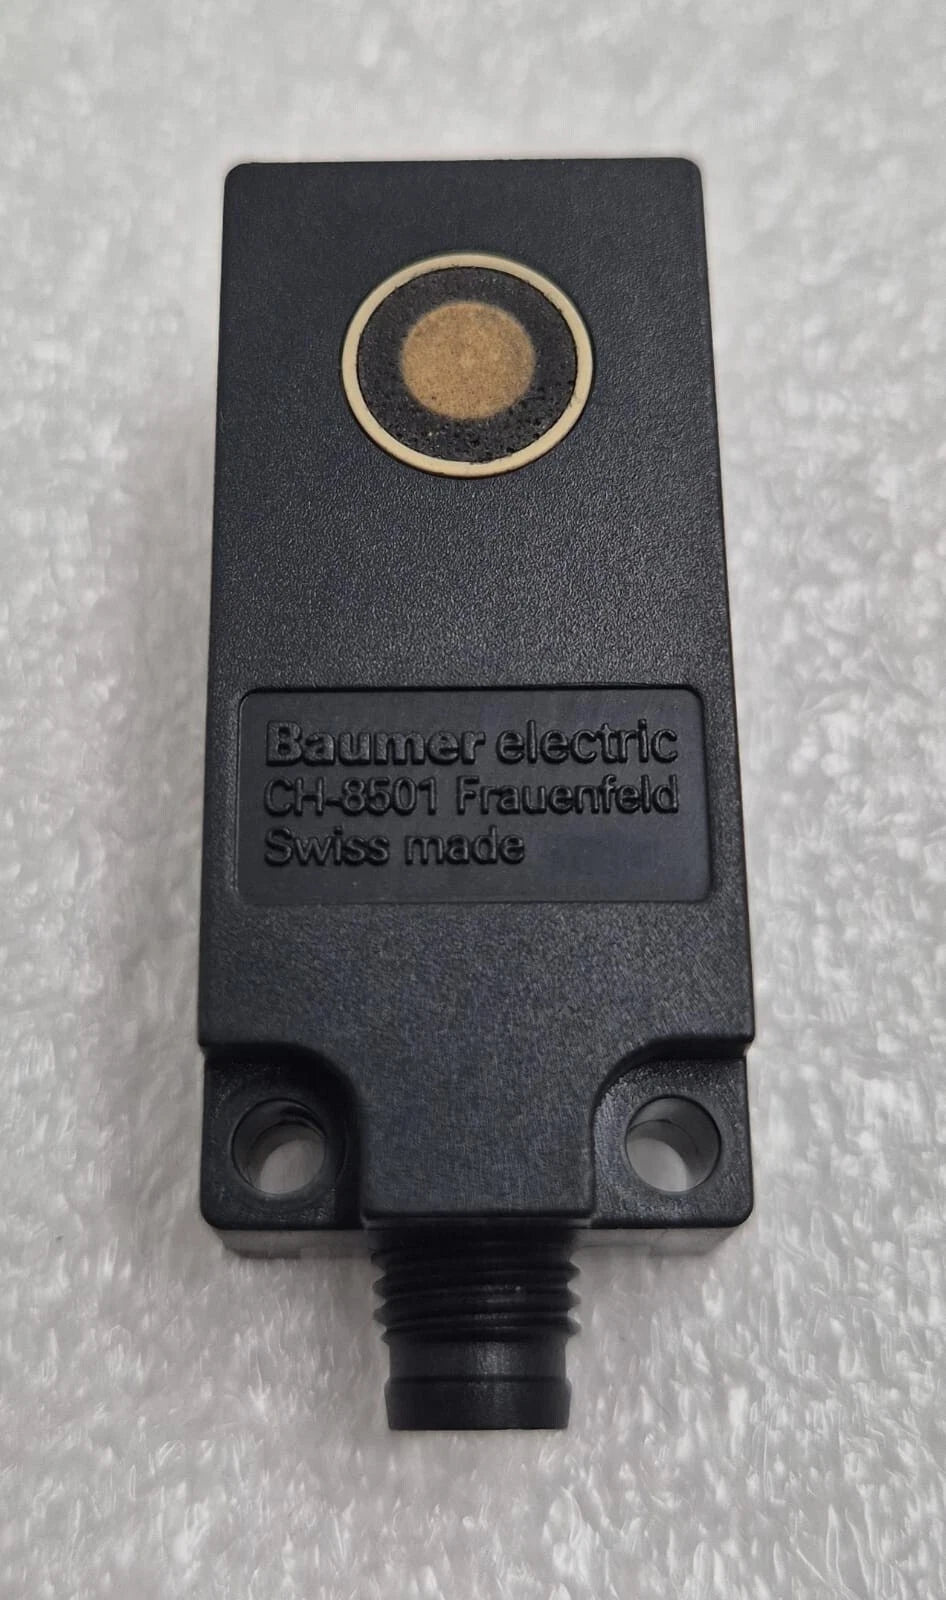 Baumer electric
CH-8501 Frauenfeld
Swiss made